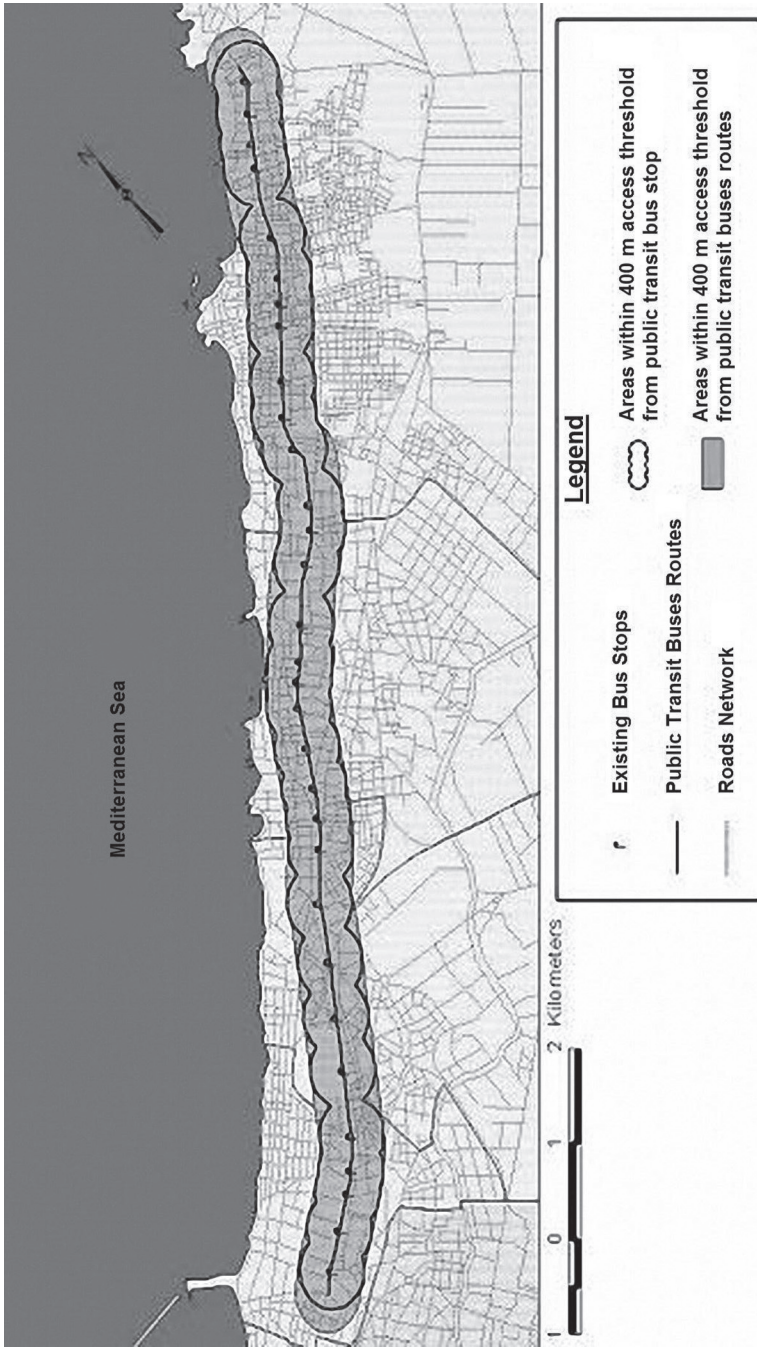 Mediterranean Sea
N
1 0 1 2 Kilometers
Legend
Existing Bus Stops
Public Transit Buses Routes
Roads Network
Areas within 400 m access threshold
from public transit bus stop
Areas within 400 m access threshold
from public transit buses routes